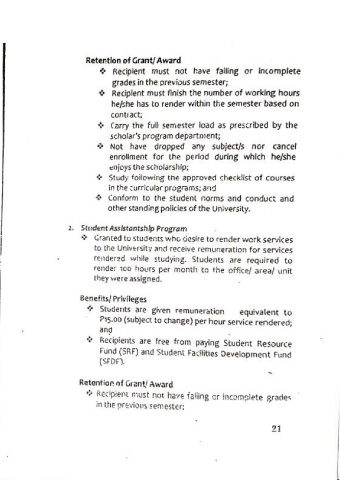 Retention of Grant/ Award
❖ Recipient must not have failing or incomplete
grades in the previous semester;
❖ Recipient must finish the number of working hours
he/she has to render within the semester based on
contract;
❖ Carry the full semester load as prescribed by the
scholar's program department;
❖ Not have dropped any subject/s nor cancel
enrollment for the period during which he/she
enjoys the scholarship;
❖ Study following the approved checklist of courses
in the curricular programs; and
❖ Conform to the student norms and conduct and
other standing policies of the University.
2. Student Assistantship Program
❖ Granted to students who desire to render work services
to the University and receive remuneration for services
rendered while studying. Students are required to
render 100 hours per month to the office/ area/ unit
they were assigned.
Benefits/ Privileges
❖ Students are given remuneration equivalent to
P15.00 (subject to change) per hour service rendered;
and
❖ Recipients are free from paying Student Resource
Fund (SRF) and Student Facilities Development Fund
(SFDF).
Retention of Grant/ Award
❖ Recipient must not have failing or incomplete grades
in the previous semester;
21